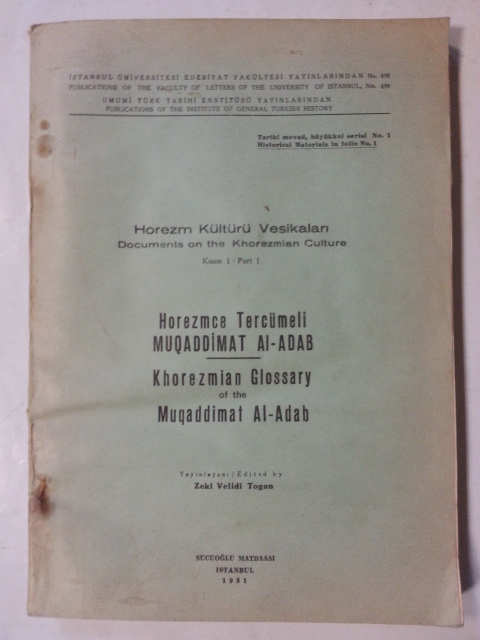 İSTANBUL ÜNİVERSİTESİ EDEBİYAT FAKÜLTESİ YAYINLARINDAN No. 498
PUBLICATIONS OF THE FACULTY OF LETTERS OF THE UNIVERSITY OF ISTANBUL, No. 498
UMUMİ TÜRK TARİHİ ENSTİTÜSÜ YAYINLARINDAN
PUBLICATIONS OF THE INSTITUTE OF GENERAL TURKISH HISTORY
Tarihî mevad, büyükkal serisi No. 1
Historical Materials in folio No. 1
Horezm Kültürü Vesikaları
Documents on the Khorezmian Culture
Kısım 1 / Part 1
Horezmce Tercümeli
MUQADDİMAT Al-ADAB
Khorezmian Glossary
of the
Muqaddimat Al-Adab
Yayınlayan: / Edited by
Zeki Velidi Togan
SUCUOĞLU MATBAASI
ISTANBUL
1951